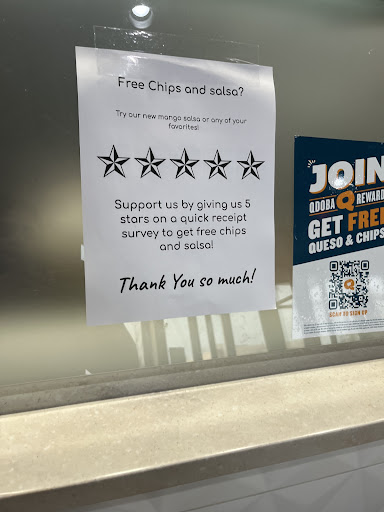 Free Chips and salsa?
Try our new mango salsa or any of your
favorites!
Support us by giving us 5
stars on a quick receipt
survey to get free chips
and salsa!
Thank You so much!
JOIN
QDOBA REWARD
GET FREE
QUESO & CHIPS
SCAN TO SIGN UP